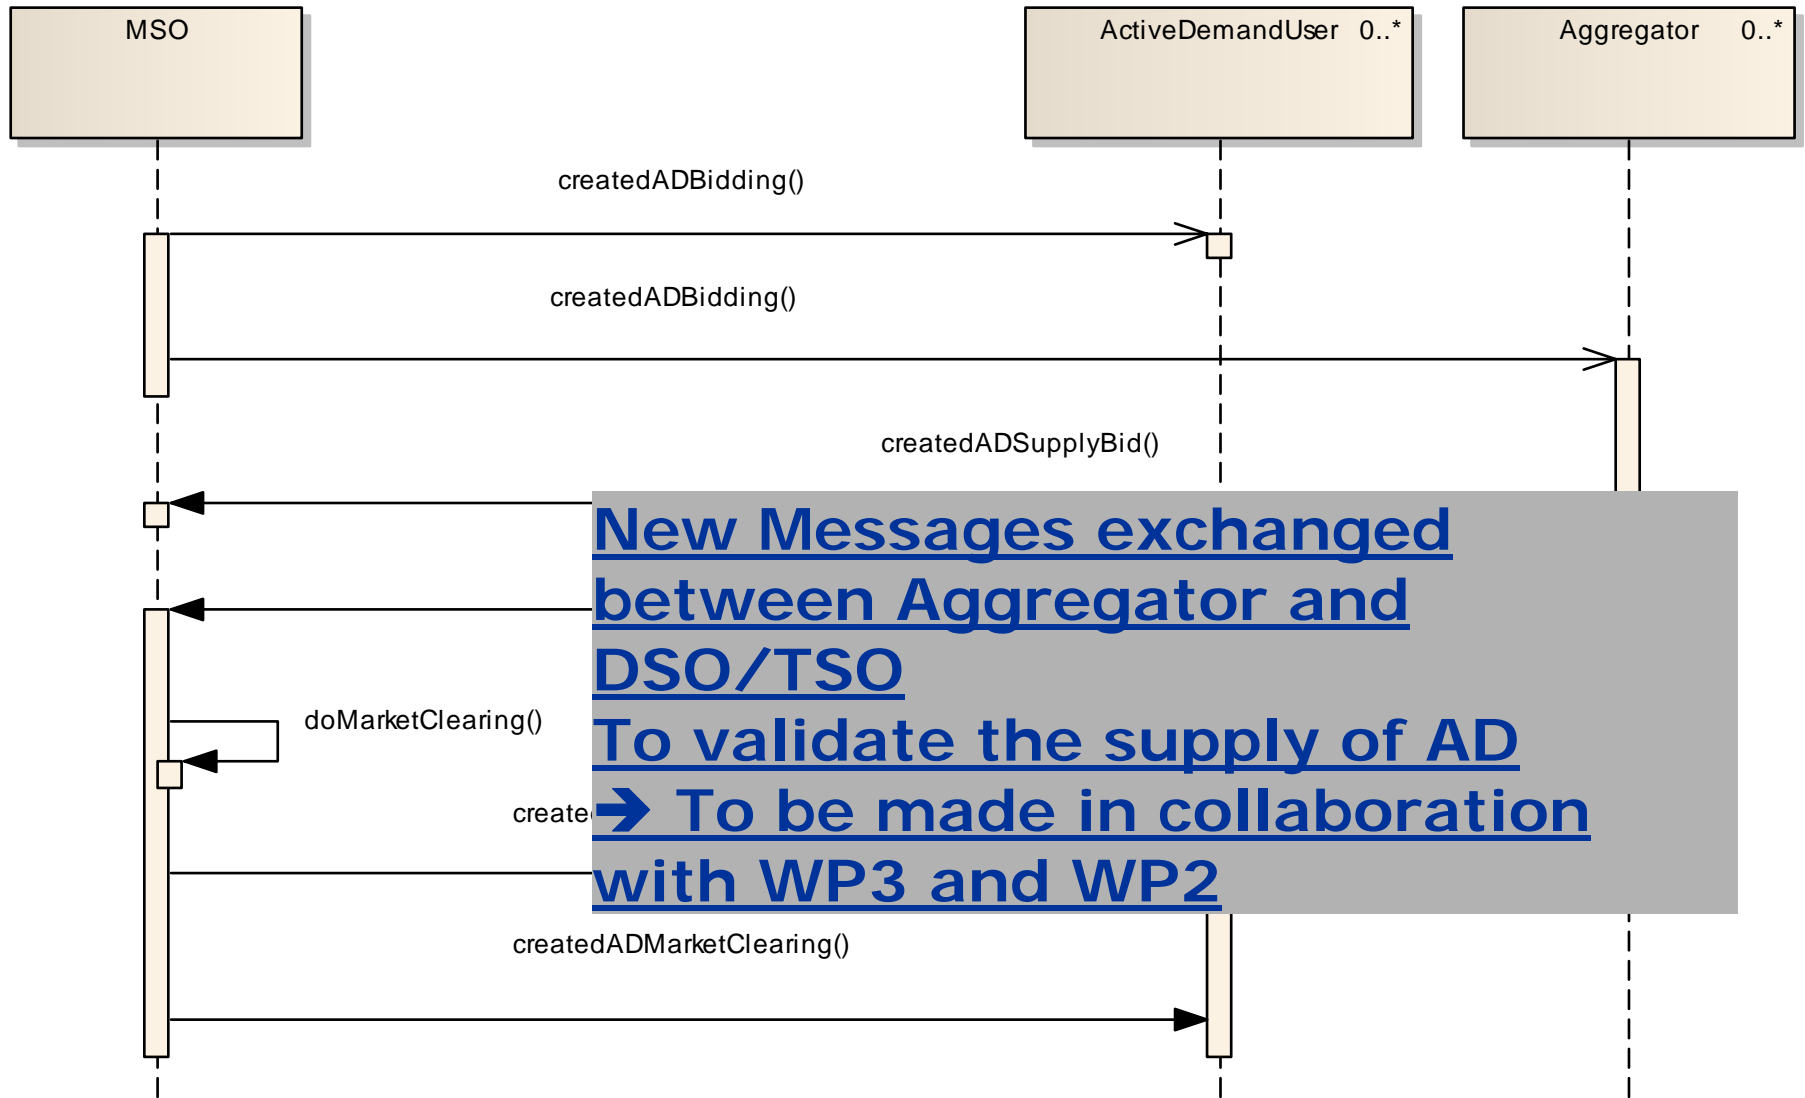 MSO
ActiveDemandUser 0..*
Aggregator 0..*
createdADBidding()
createdADBidding()
createdADSupplyBid()
New Messages exchanged
between Aggregator and
DSO/TSO
doMarketClearing()
To validate the supply of AD
➔ To be made in collaboration
with WP3 and WP2
createdADMarketClearing()